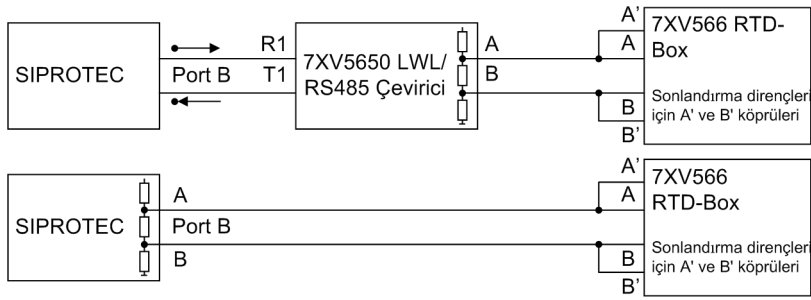 SIPROTEC
Port B
R1
T1
7XV5650 LWL/
RS485 Çevirici
A
B
A'
A
B
B'
7XV566 RTD-
Box
Sonlandırma dirençleri
için A' ve B' köprüleri
SIPROTEC
A
Port B
B
A'
A
B
B'
7XV566
RTD-Box
Sonlandırma dirençleri
için A' ve B' köprüleri